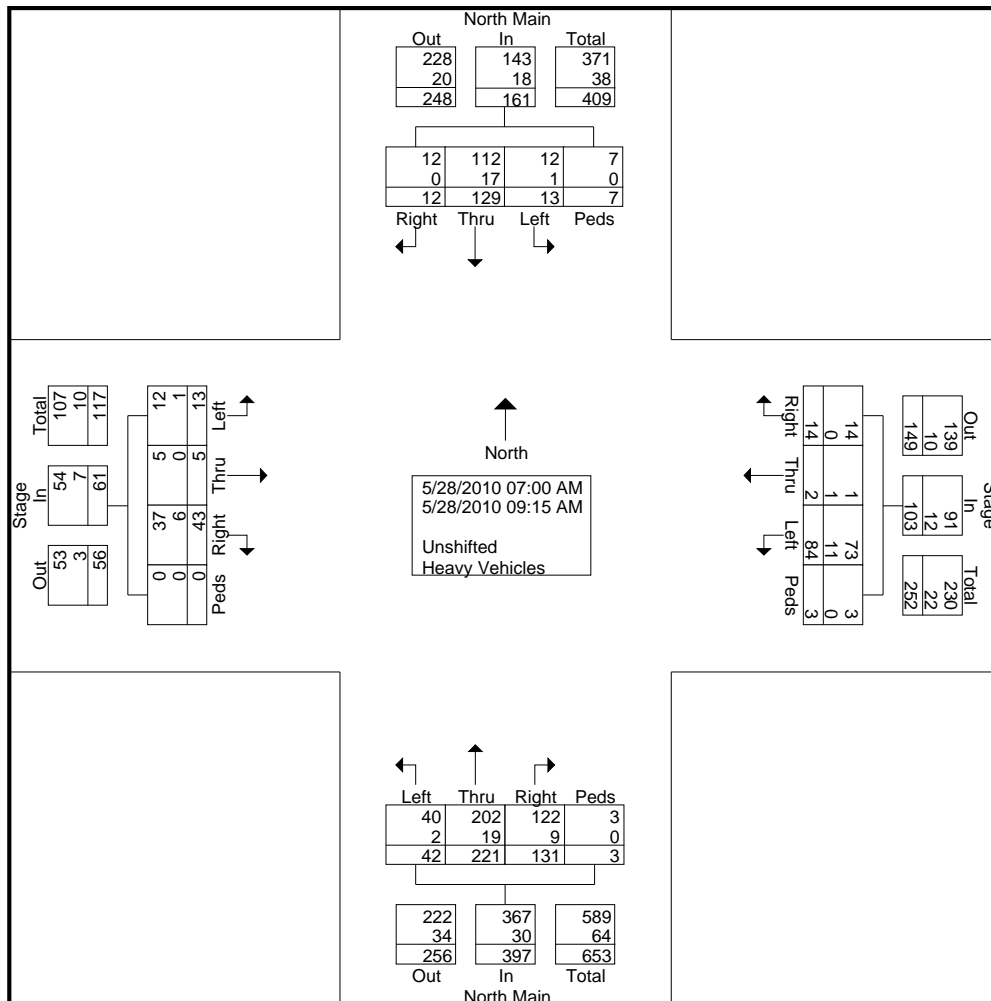 North Main
Out In Total
228 143 371
20 18 38
248 161 409
12 112 12 7
0 17 1 0
12 129 13 7
Right Thru Left Peds
Stage
Total In Out
107 54 53
10 7 3
117 61 56
12 5 37 0
1 0 6 0
13 5 43 0
Left Thru Right Peds
North
5/28/2010 07:00 AM
5/28/2010 09:15 AM
Unshifted
Heavy Vehicles
Right Thru Left Peds
14 1 73 3
0 1 11 0
14 2 84 3
Out In Total
139 91 230
10 12 22
149 103 252
Stage
Left Thru Right Peds
40 202 122 3
2 19 9 0
42 221 131 3
222 367 589
34 30 64
256 397 653
Out In Total
North Main